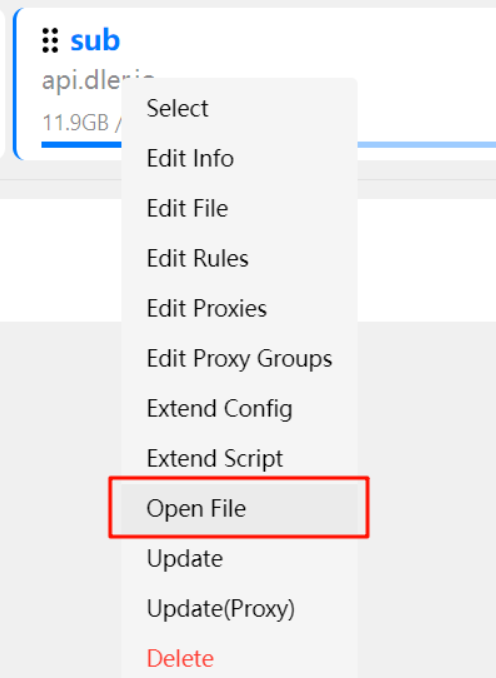 sub
api.dler.io
11.9GB /
Select
Edit Info
Edit File
Edit Rules
Edit Proxies
Edit Proxy Groups
Extend Config
Extend Script
Open File
Update
Update(Proxy)
Delete